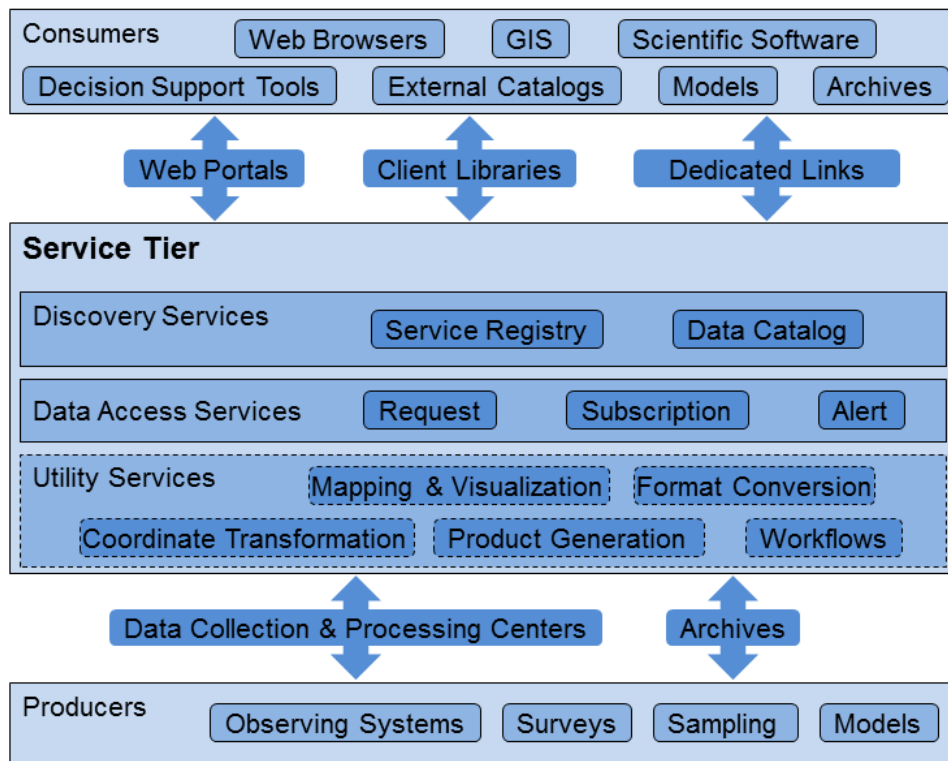 Consumers
Web Browsers
GIS
Scientific Software
Decision Support Tools
External Catalogs
Models
Archives
Web Portals
Client Libraries
Dedicated Links
Service Tier
Discovery Services
Service Registry
Data Catalog
Data Access Services
Request
Subscription
Alert
Utility Services
Mapping & Visualization
Format Conversion
Coordinate Transformation
Product Generation
Workflows
Data Collection & Processing Centers
Archives
Producers
Observing Systems
Surveys
Sampling
Models